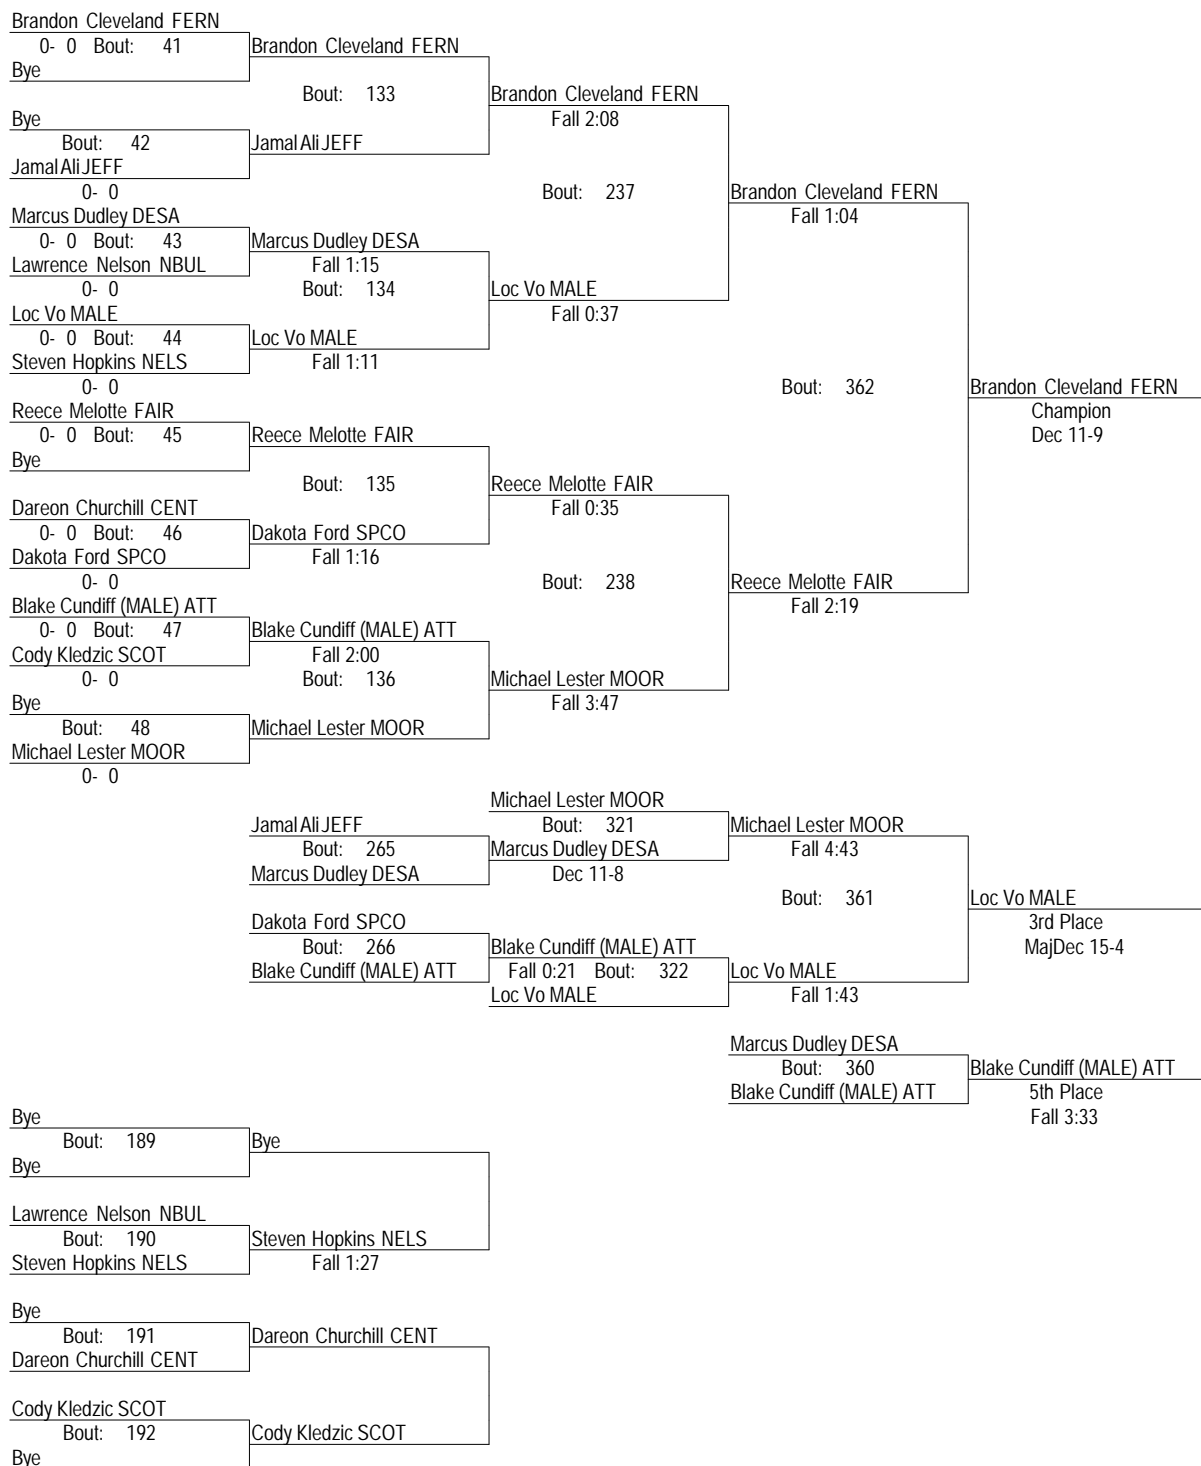 Brandon Cleveland FERN
0- 0 Bout: 41 Brandon Cleveland FERN
Bye
Bout: 133 Brandon Cleveland FERN
Bye Fall 2:08
Bout: 42 Jamal Ali JEFF
Jamal Ali JEFF
0- 0 Bout: 237 Brandon Cleveland FERN
Marcus Dudley DESA Fall 1:04
0- 0 Bout: 43 Marcus Dudley DESA
Lawrence Nelson NBUL Fall 1:15
0- 0 Bout: 134 Loc Vo MALE
Loc Vo MALE Fall 0:37
0- 0 Bout: 44 Loc Vo MALE
Steven Hopkins NELS Fall 1:11
0- 0 Bout: 362 Brandon Cleveland FERN
Reece Melotte FAIR Champion
0- 0 Bout: 45 Reece Melotte FAIR Dec 11-9
Bye
Bout: 135 Reece Melotte FAIR
Dareon Churchill CENT Fall 0:35
0- 0 Bout: 46 Dakota Ford SPCO
Dakota Ford SPCO Fall 1:16
0- 0 Bout: 238 Reece Melotte FAIR
Blake Cundiff (MALE) ATT Fall 2:19
0- 0 Bout: 47 Blake Cundiff (MALE) ATT
Cody Kledzic SCOT Fall 2:00
0- 0 Bout: 136 Michael Lester MOOR
Bye Fall 3:47
Bout: 48 Michael Lester MOOR
Michael Lester MOOR
0- 0
Michael Lester MOOR
Jamal Ali JEFF Bout: 321 Michael Lester MOOR
Bout: 265 Marcus Dudley DESA Fall 4:43
Marcus Dudley DESA Dec 11-8
Bout: 361 Loc Vo MALE
Dakota Ford SPCO 3rd Place
Bout: 266 Blake Cundiff (MALE) ATT MajDec 15-4
Blake Cundiff (MALE) ATT Fall 0:21 Bout: 322 Loc Vo MALE
Loc Vo MALE Fall 1:43
Marcus Dudley DESA
Bout: 360 Blake Cundiff (MALE) ATT
Blake Cundiff (MALE) ATT 5th Place
Bye Fall 3:33
Bout: 189 Bye
Bye
Lawrence Nelson NBUL
Bout: 190 Steven Hopkins NELS
Steven Hopkins NELS Fall 1:27
Bye
Bout: 191 Dareon Churchill CENT
Dareon Churchill CENT
Cody Kledzic SCOT
Bout: 192 Cody Kledzic SCOT
Bye